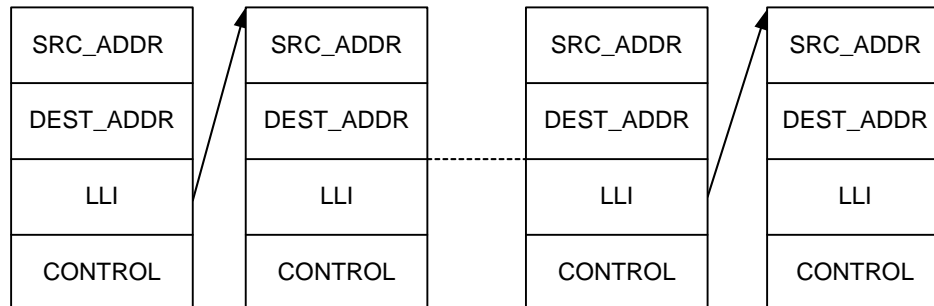 SRC_ADDR
DEST_ADDR
LLI
CONTROL
SRC_ADDR
DEST_ADDR
LLI
CONTROL
SRC_ADDR
DEST_ADDR
LLI
CONTROL
SRC_ADDR
DEST_ADDR
LLI
CONTROL